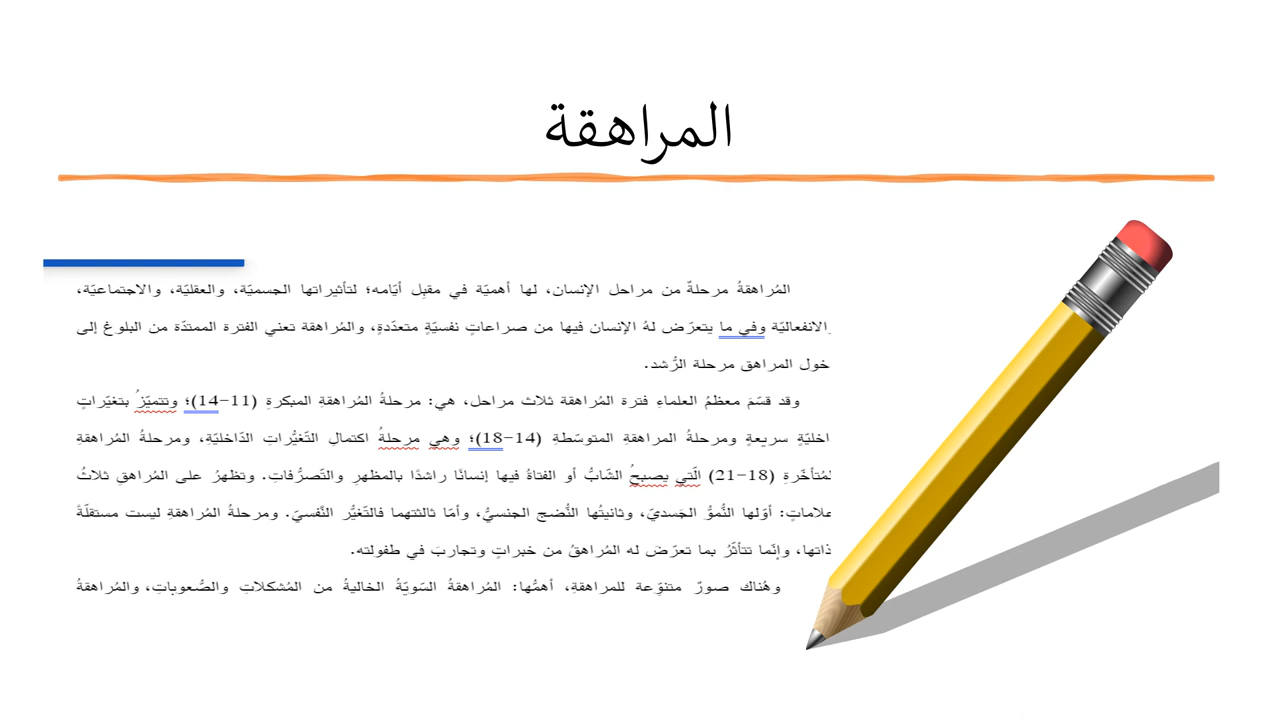 المراهقة
المُراهقةُ مرحلةٌ من مراحل الإنسان، لها أهميّة في مقبِل أيّامه؛ لتأثيراتها الجسميّة، والعقليّة، والاجتماعيّة،
الانفعاليّة وفي ما يتعرّض لهُ الإنسان فيها من صراعاتٍ نفسيّةٍ متعدّدةٍ، والمُراهقة تعني الفترة الممتدّة من البلوغ إلى
خول المراهق مرحلة الرُّشد.
وقد قسّمَ معظمُ العلماءِ فترة المُراهقة ثلاث مراحل، هي: مرحلةُ المُراهقةِ المبكرةِ (11-14)؛ وتتميّزُ بتغيّراتٍ
اخليّةٍ سريعةٍ ومرحلةُ المراهقةِ المتوسّطةِ (14-18)؛ وهي مرحلةُ اكتمالِ التّغيُّراتِ الدّاخليّةِ، ومرحلةُ المُراهقةِ
لمُتأخّرةِ (18-21) الّتي يصبحُ الشّابُّ أو الفتاةُ فيها إنسانًا راشدًا بالمظهرِ والتّصرُّفاتِ. وتظهرُ على المُراهقِ ثلاثُ
علاماتٍ: أوّلها النُّموُّ الجَسديّ، وثانيتُها النُّضج الجنسيُّ، وأمّا ثالثتهما فالتّغيُّر النَّفسيّ. ومرحلةُ المُراهقةِ ليست مستقلّةً
ذاتها، وإنّما تتأثّرُ بما تعرّض له المُراهقُ من خبراتٍ وتجاربَ في طفولته.
وهُناك صورٌ متنوّعة للمراهقةِ، أهمُّها: المُراهقةُ السّويّةُ الخاليةُ من المُشكلاتِ والصُّعوباتِ، والمُراهقةُ